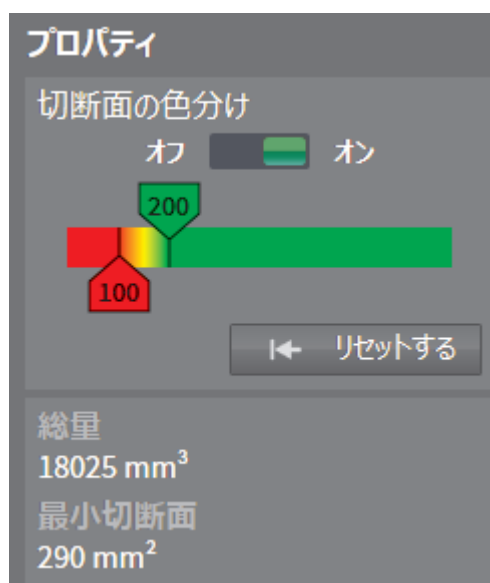 プロパティ
切断面の色分け
オフ オン
200
100
リセットする
総量
18025 mm³
最小切断面
290 mm²